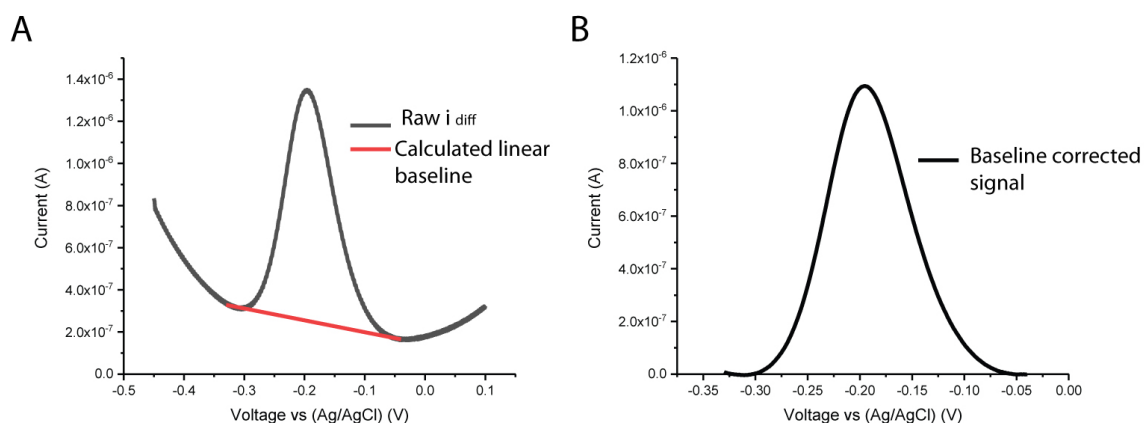 A
1.4x10⁻⁶
1.2x10⁻⁶
1.0x10⁻⁶
8.0x10⁻⁷
6.0x10⁻⁷
4.0x10⁻⁷
2.0x10⁻⁷
0.0
Current (A)
Raw i diff
Calculated linear
baseline
-0.5 -0.4 -0.3 -0.2 -0.1 0.0 0.1
Voltage vs (Ag/AgCl) (V)
B
1.2x10⁻⁶
1.0x10⁻⁶
8.0x10⁻⁷
6.0x10⁻⁷
4.0x10⁻⁷
2.0x10⁻⁷
0.0
Current (A)
Baseline corrected
signal
-0.35 -0.30 -0.25 -0.20 -0.15 -0.10 -0.05 0.00
Voltage vs (Ag/AgCl) (V)